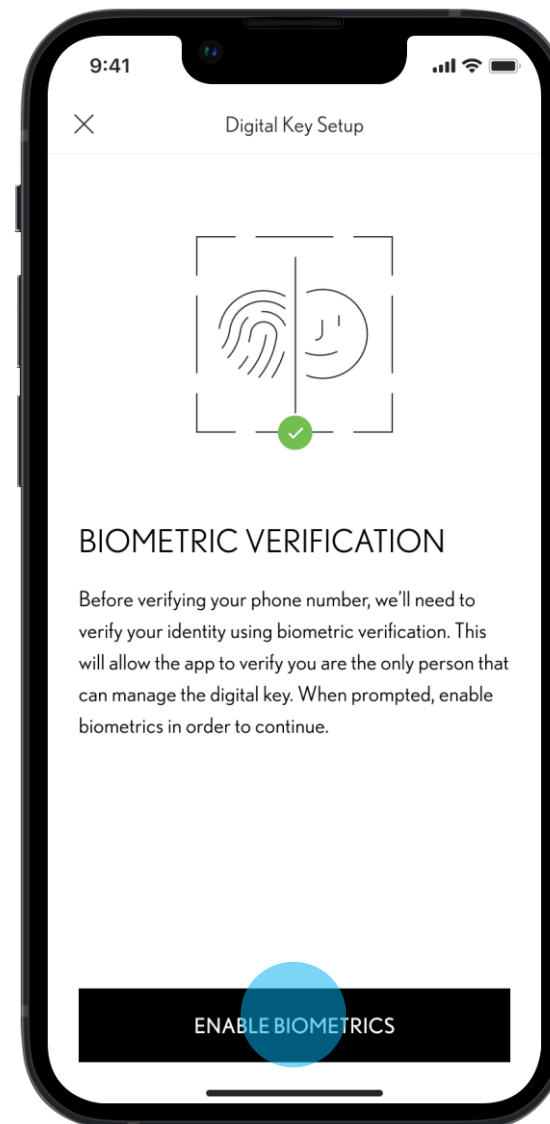 9:41
Digital Key Setup
BIOMETRIC VERIFICATION
Before verifying your phone number, we'll need to
verify your identity using biometric verification. This
will allow the app to verify you are the only person that
can manage the digital key. When prompted, enable
biometrics in order to continue.
ENABLE BIOMETRICS